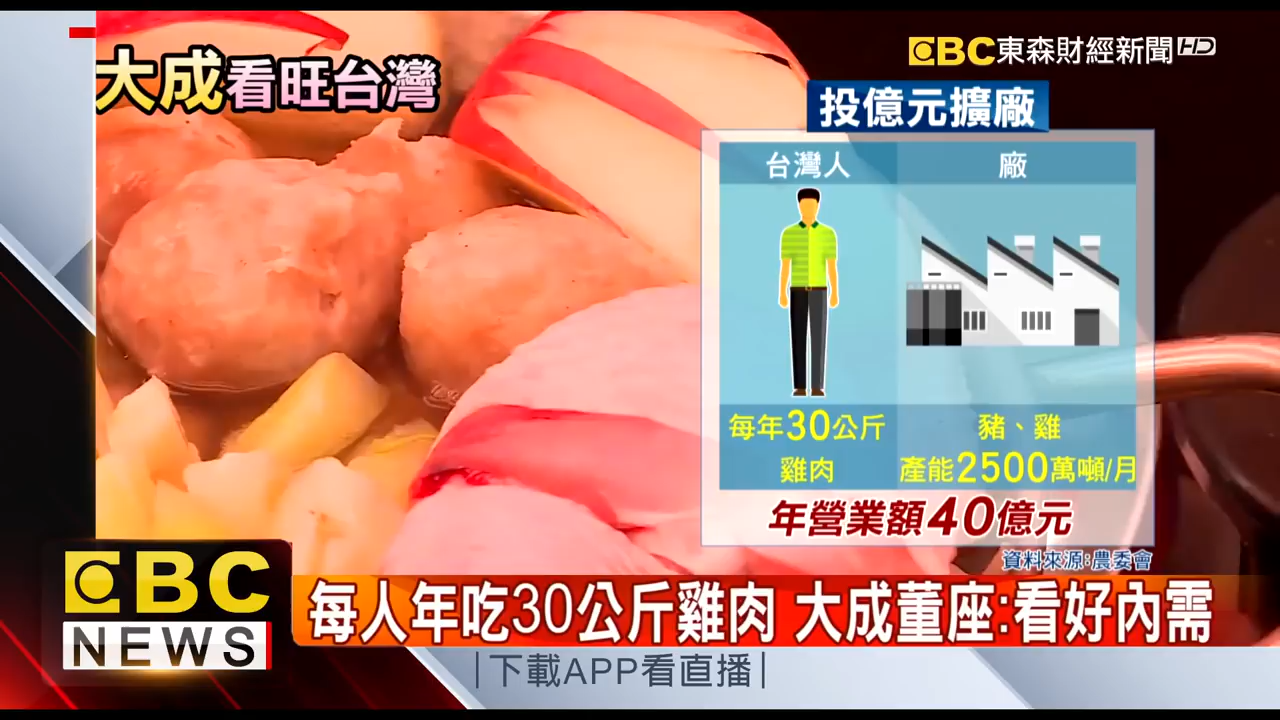 大成看旺台灣
EBC東森財經新聞HD
投億元擴廠
台灣人
廠
每年30公斤
雞肉
豬、雞
產能2500萬噸/月
年營業額40億元
資料來源:農委會
EBC
NEWS
每人年吃30公斤雞肉 大成董座:看好內需
|下載APP看直播|